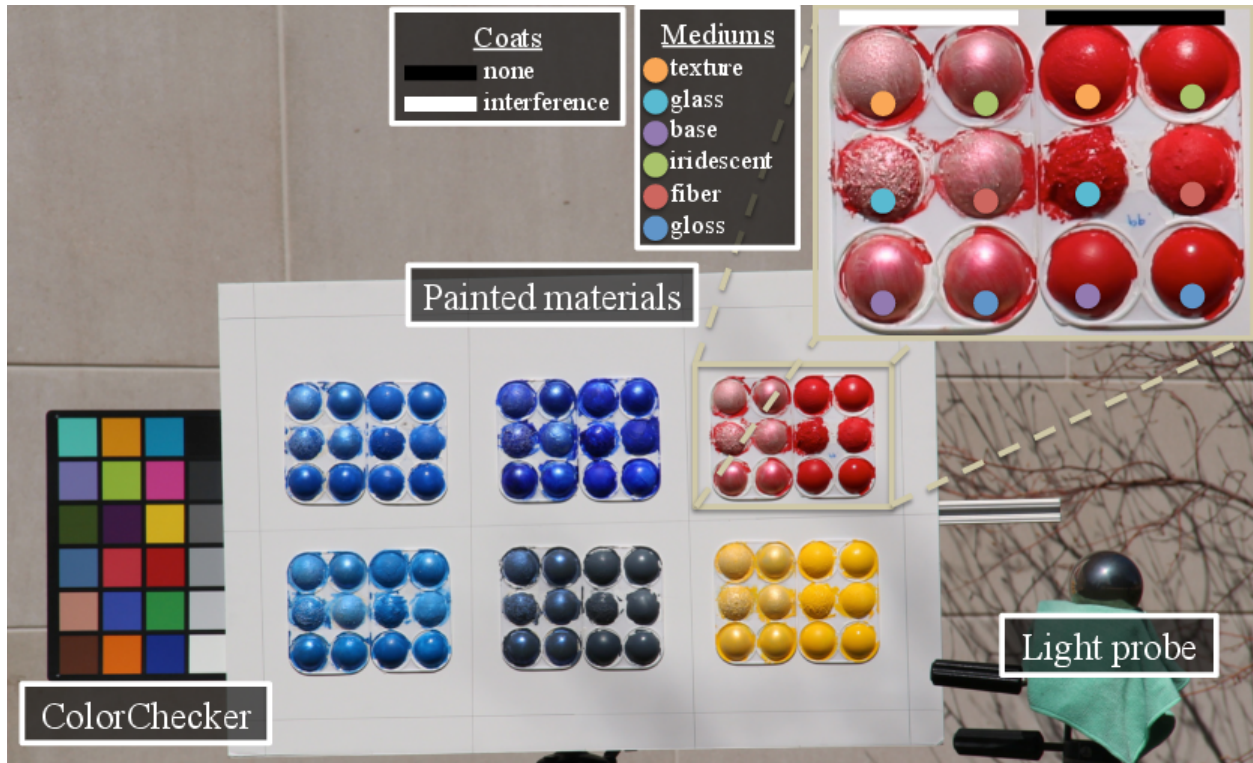 Coats
none
interference
Mediums
texture
glass
base
iridescent
fiber
gloss
Painted materials
ColorChecker
Light probe